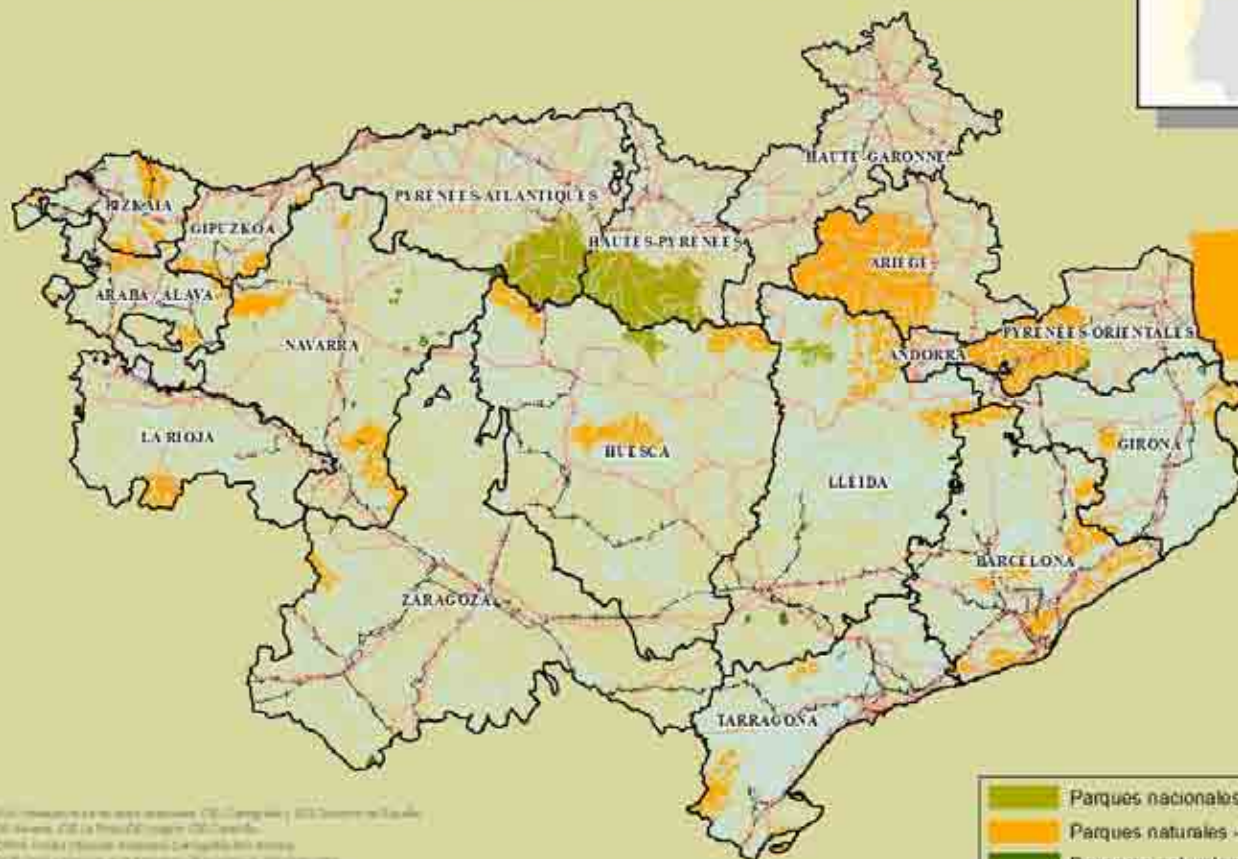 HAUTE-GARONNE
BIZKAIA
GIPUZKOA
PYRENEES-ATLANTIQUES
HAUTES-PYRENEES
ARIEGE
ARABA / ALAVA
NAVARRA
ANDORRA
PYRENEES-ORIENTALES
LA RIOJA
HUESCA
LLEIDA
GIRONA
BARCELONA
ZARAGOZA
TARRAGONA
Parques nacionales
Parques naturales -